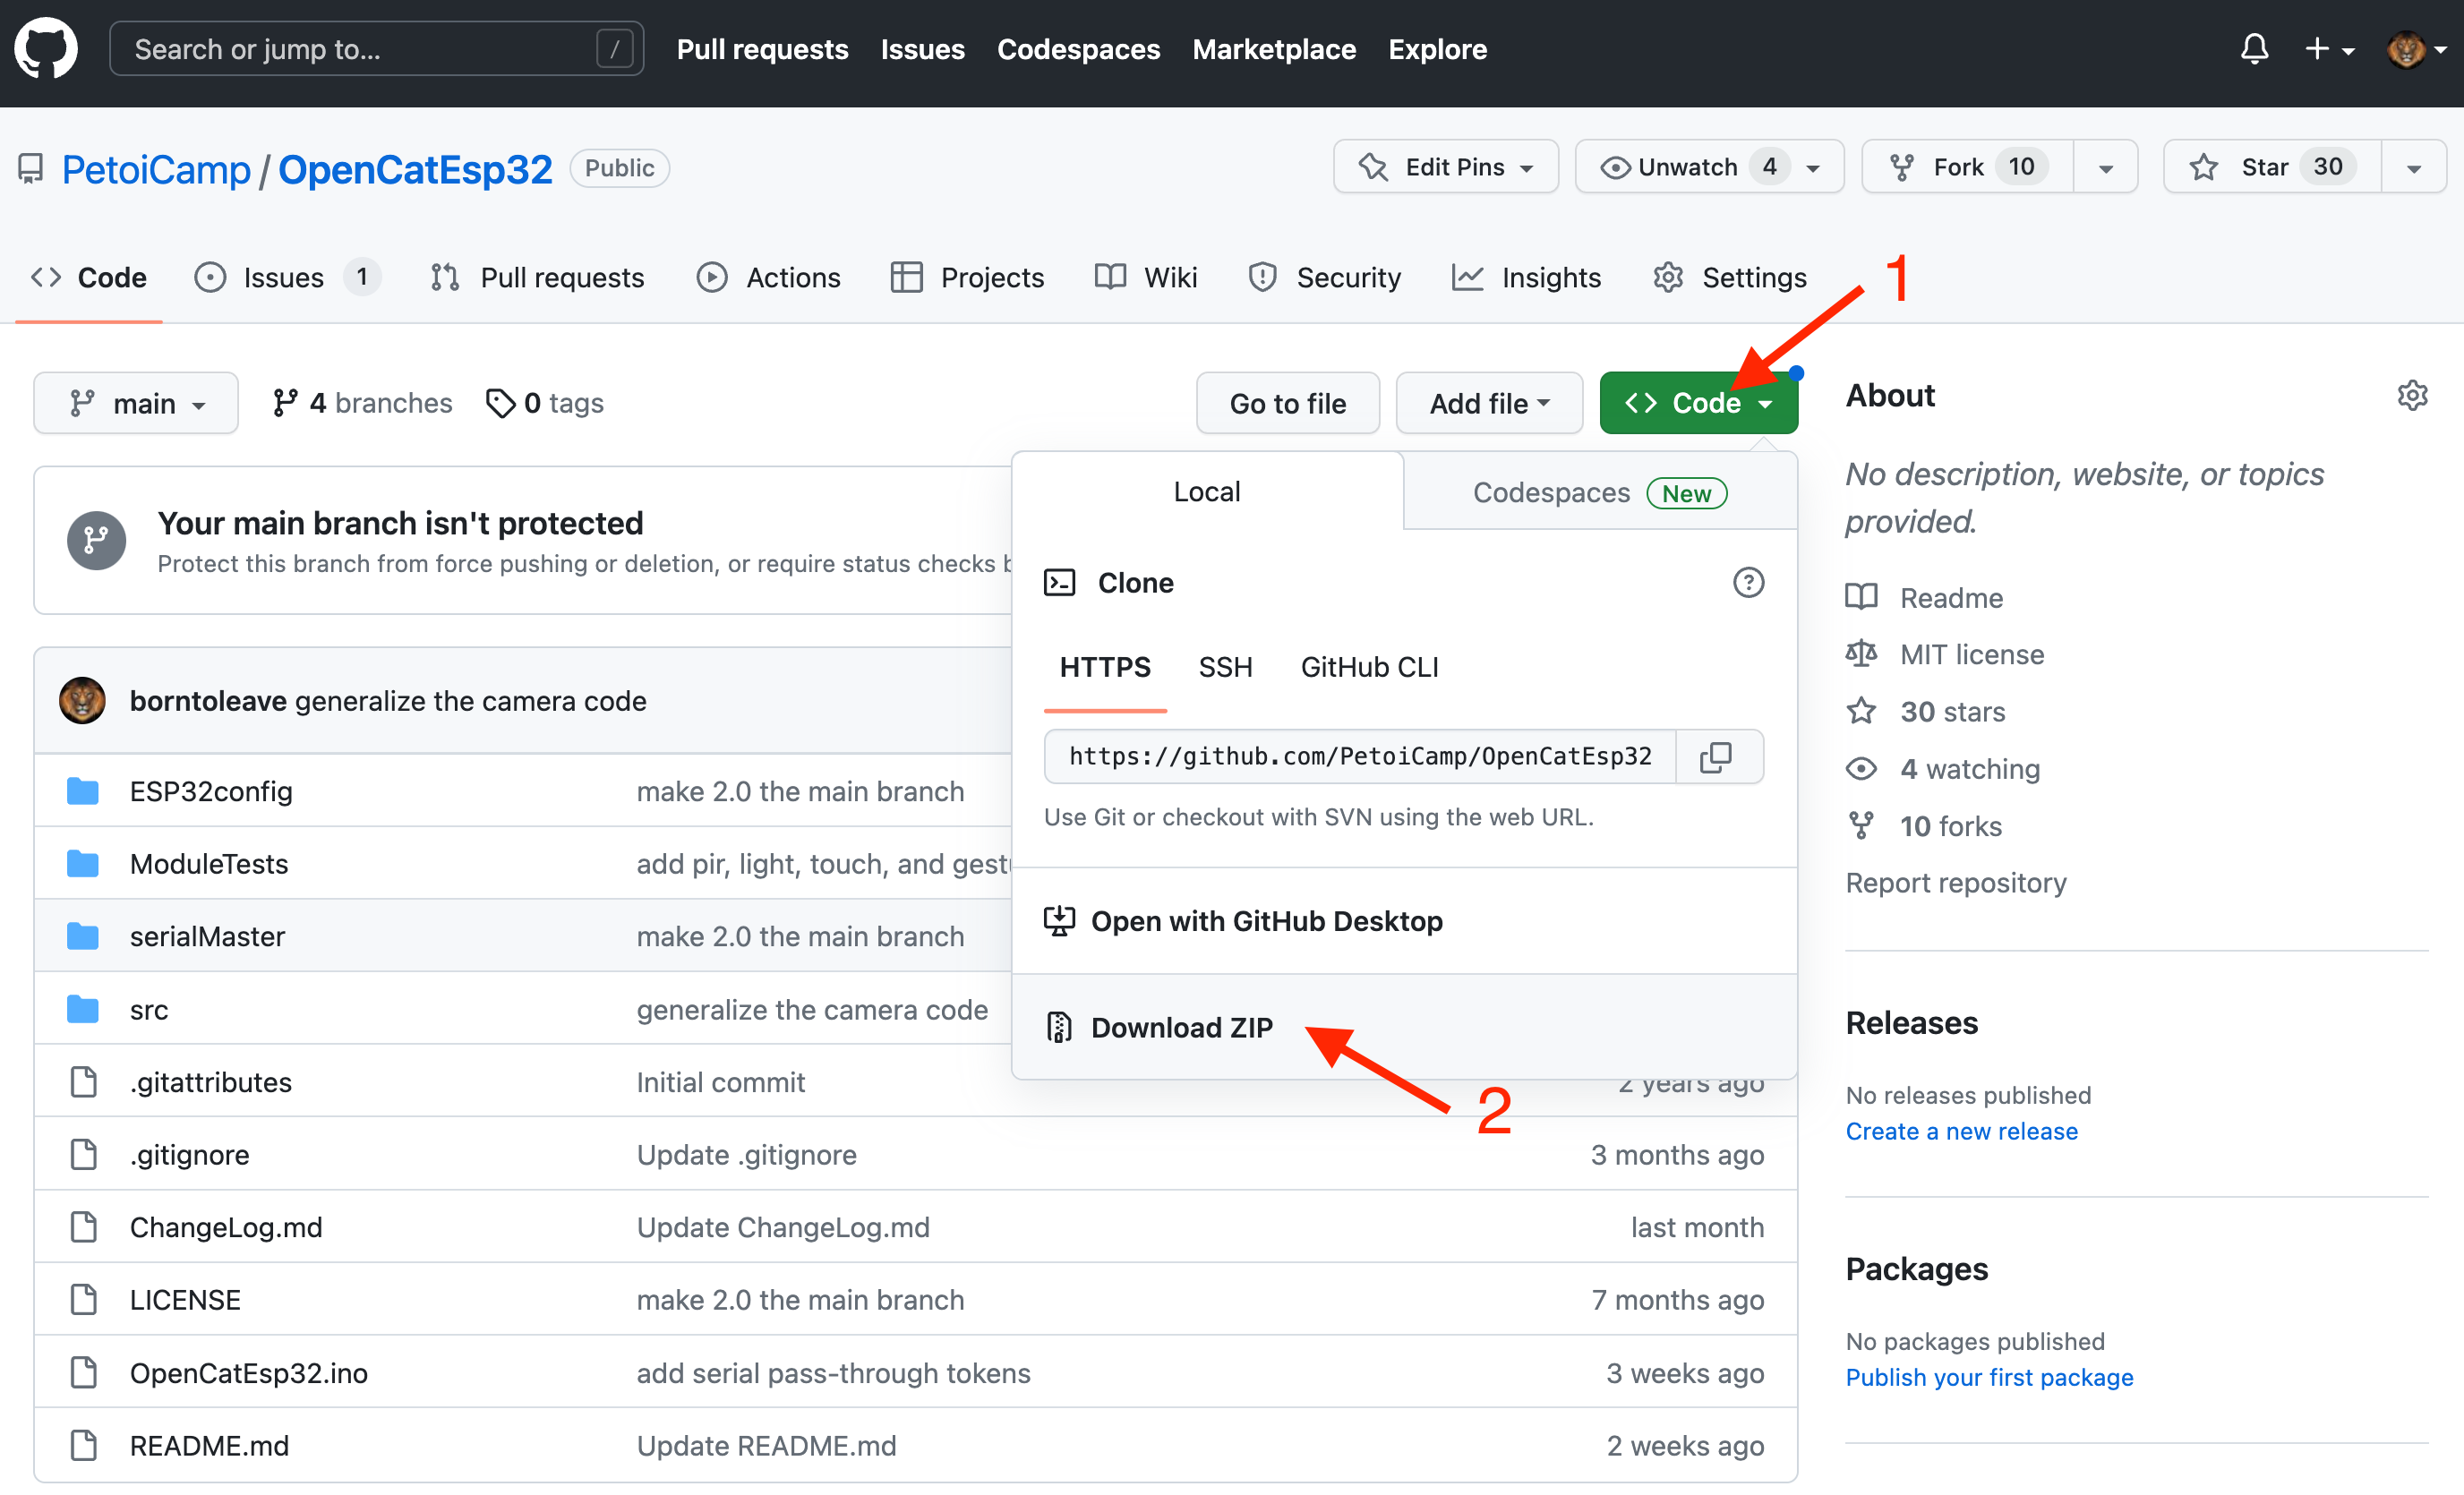 Search or jump to... / Pull requests Issues Codespaces Marketplace Explore
PetoiCamp / OpenCatEsp32 Public Edit Pins Unwatch 4 Fork 10 Star 30
Code Issues 1 Pull requests Actions Projects Wiki Security Insights Settings
1
main 4 branches 0 tags Go to file Add file Code
About
No description, website, or topics
provided.
Readme
MIT license
30 stars
4 watching
10 forks
Report repository
Your main branch isn't protected
Protect this branch from force pushing or deletion, or require status checks
Local Codespaces New
Clone
HTTPS SSH GitHub CLI
https://github.com/PetoiCamp/OpenCatEsp32
Use Git or checkout with SVN using the web URL.
Open with GitHub Desktop
Download ZIP
2
borntoleave generalize the camera code
ESP32config make 2.0 the main branch
ModuleTests add pir, light, touch, and
serialMaster make 2.0 the main branch
src generalize the camera code
.gitattributes Initial commit 2 years ago
.gitignore Update .gitignore 3 months ago
ChangeLog.md Update ChangeLog.md last month
LICENSE make 2.0 the main branch 7 months ago
OpenCatEsp32.ino add serial pass-through tokens 3 weeks ago
README.md Update README.md 2 weeks ago
Releases
No releases published
Create a new release
Packages
No packages published
Publish your first package